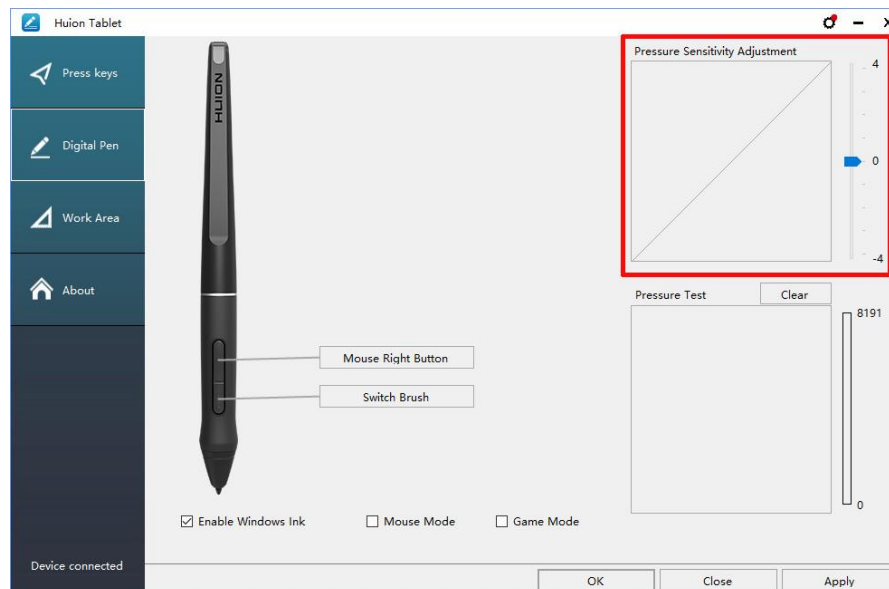 Huion Tablet
Press keys
Digital Pen
Work Area
About
Device connected
HUION
Mouse Right Button
Switch Brush
Enable Windows Ink
Mouse Mode
Game Mode
Pressure Sensitivity Adjustment
4
0
-4
Pressure Test
Clear
8191
0
OK
Close
Apply